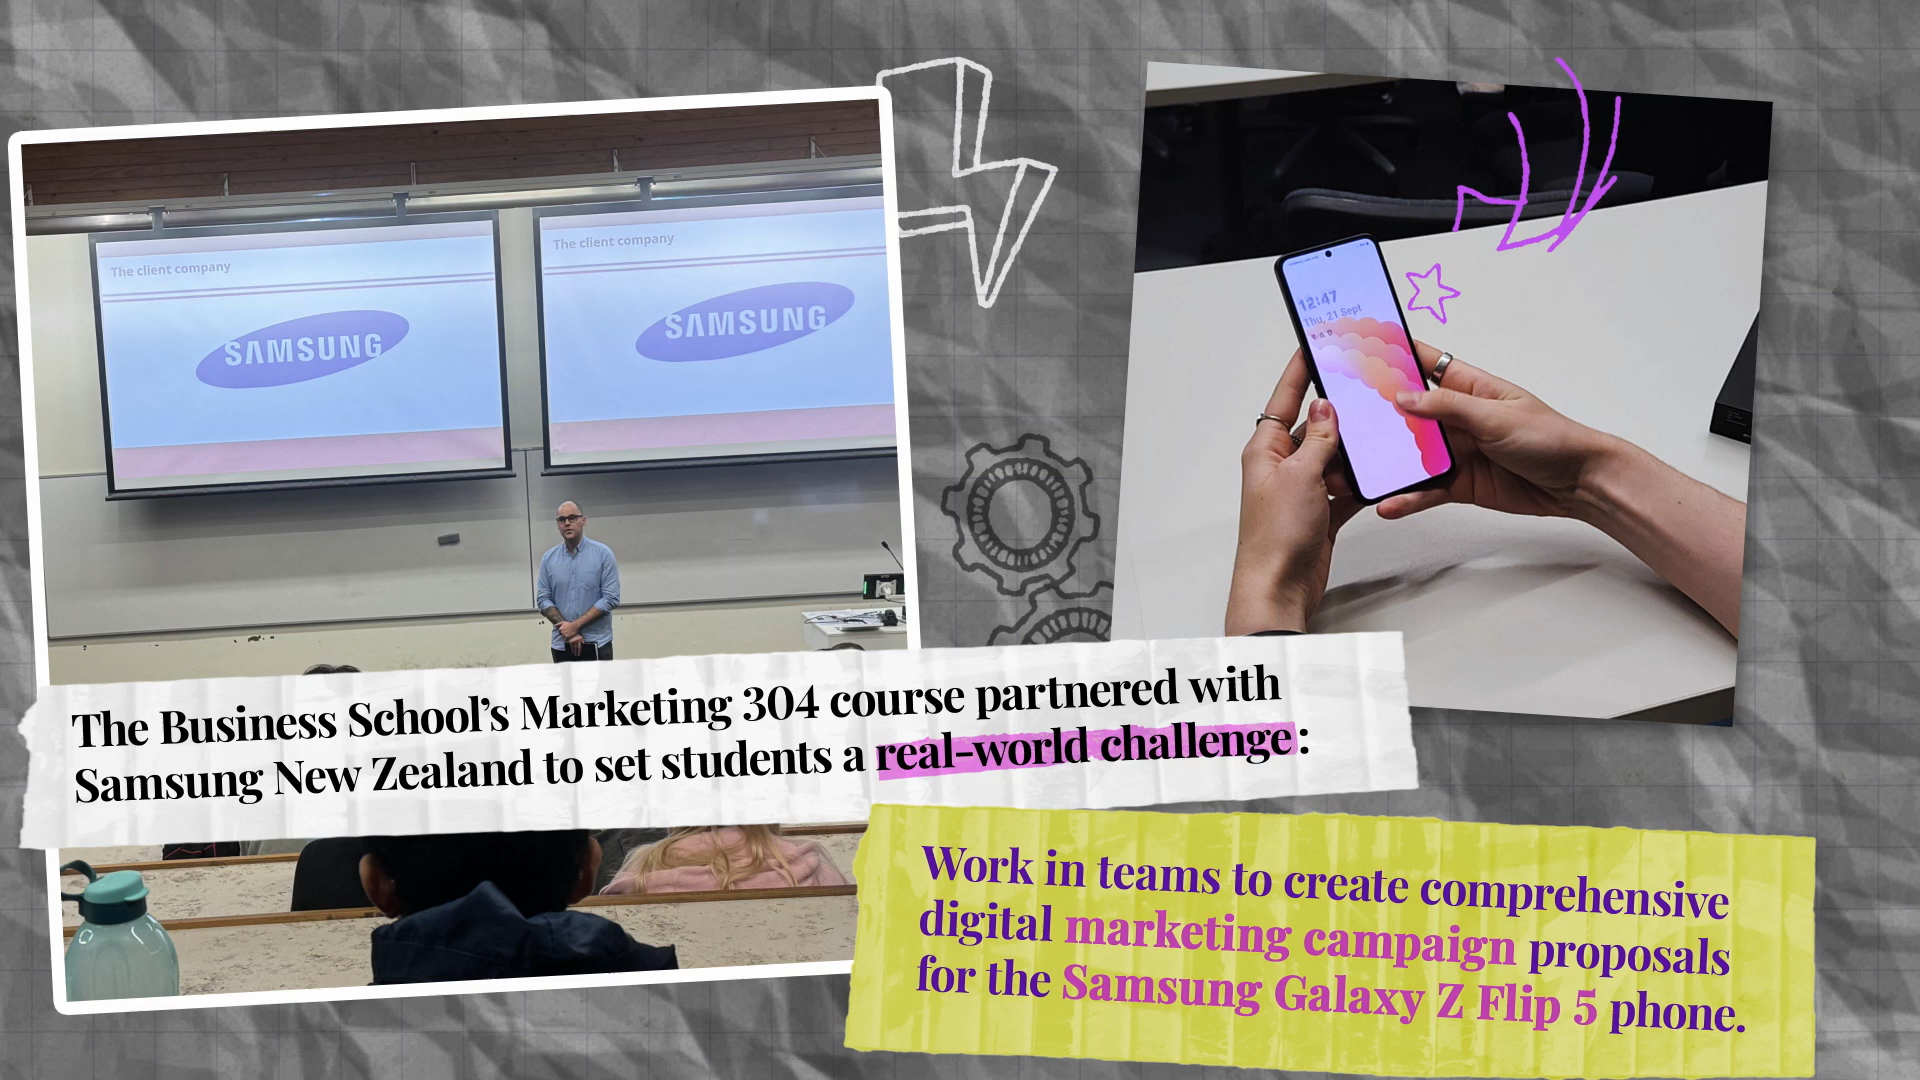 The client company
SAMSUNG
The client company
SAMSUNG
12:47
Thu, 21 Sept
The Business School’s Marketing 304 course partnered with
Samsung New Zealand to set students a real-world challenge:
Work in teams to create comprehensive
digital marketing campaign proposals
for the Samsung Galaxy Z Flip 5 phone.